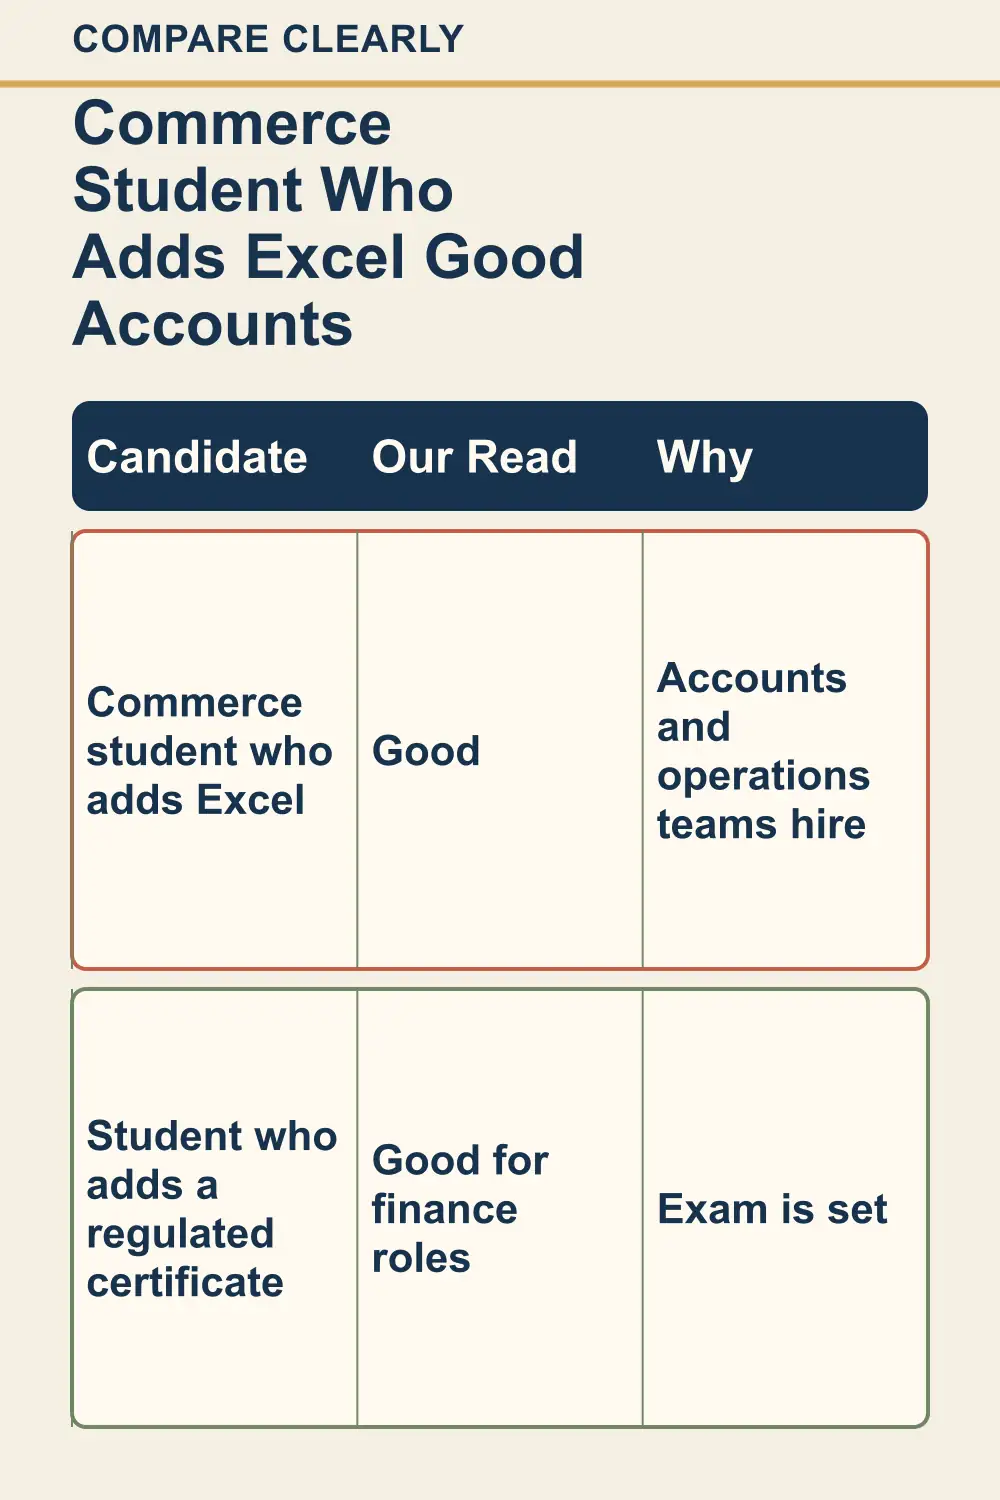 COMPARE CLEARLY
Commerce
Student Who
Adds Excel Good
Accounts
Candidate Our Read Why
Commerce
student who
adds Excel
Good
Accounts
and
operations
teams hire
Student who
adds a
regulated
certificate
Good for
finance
roles
Exam is set